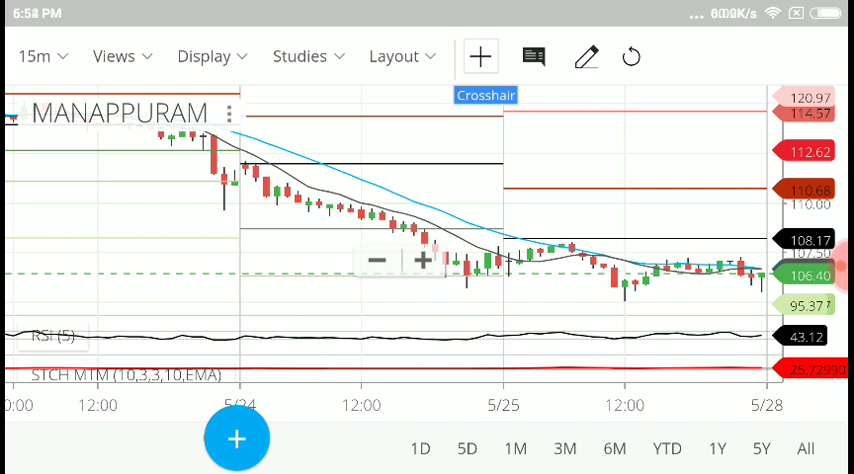 PM
15m Views Display Studies Layout
Crosshair
MANAPPURAM
120.97
114.57
112.62
110.68
110.00
108.17
107.50
106.40
95.377
RSI (5)
43.12
STCH MTM (10,3,3,10,EMA)
25.72990
0:00 12:00 5/24 12:00 5/25 12:00 5/28
1D 5D 1M 3M 6M YTD 1Y 5Y All